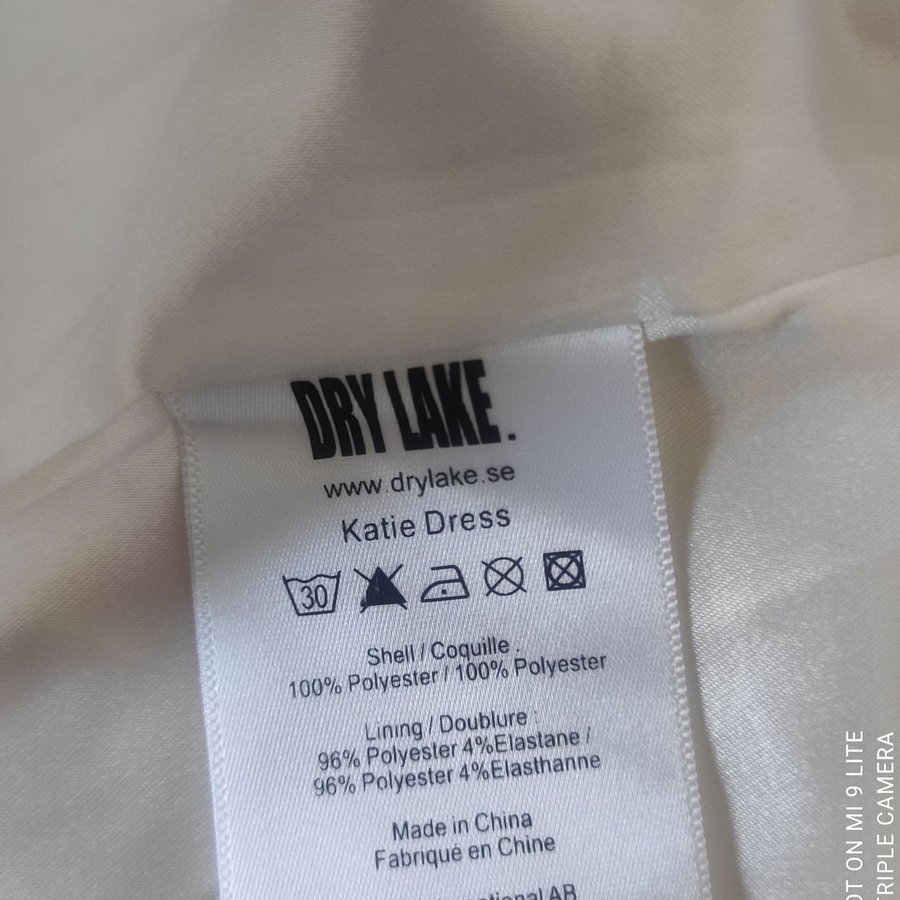 DRY LAKE.
www.drylake.se
Katie Dress
30
Shell / Coquille :
100% Polyester / 100% Polyester
Lining / Doublure :
96% Polyester 4%Elastane /
96% Polyester 4%Elasthanne
Made in China
Fabriqué en Chine
AB
OT ON MI 9 LITE
TRIPLE CAMERA